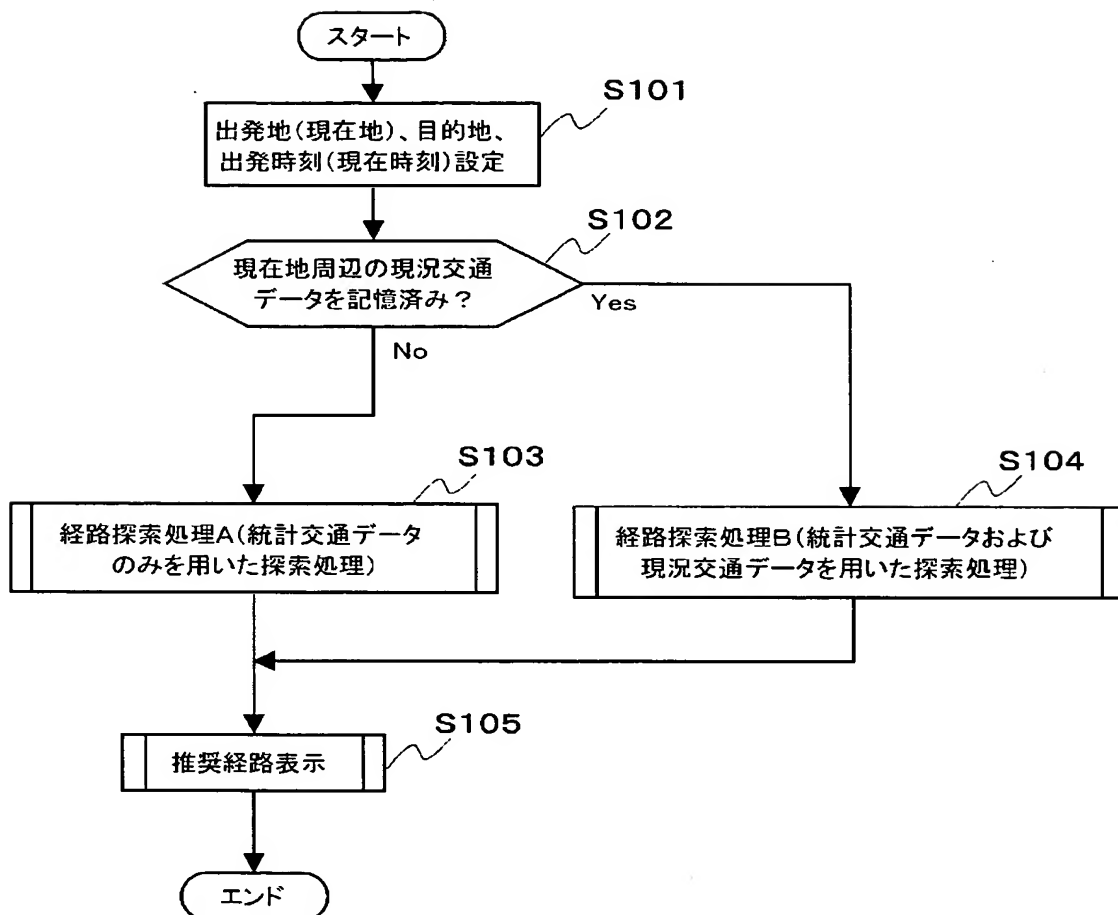 スタート
S101
出発地(現在地)、目的地、
出発時刻(現在時刻)設定
S102
現在地周辺の現況交通
データを記憶済み?
Yes
No
S103
経路探索処理A(統計交通データ
のみを用いた探索処理)
S104
経路探索処理B(統計交通データおよび
現況交通データを用いた探索処理)
S105
推奨経路表示
エンド